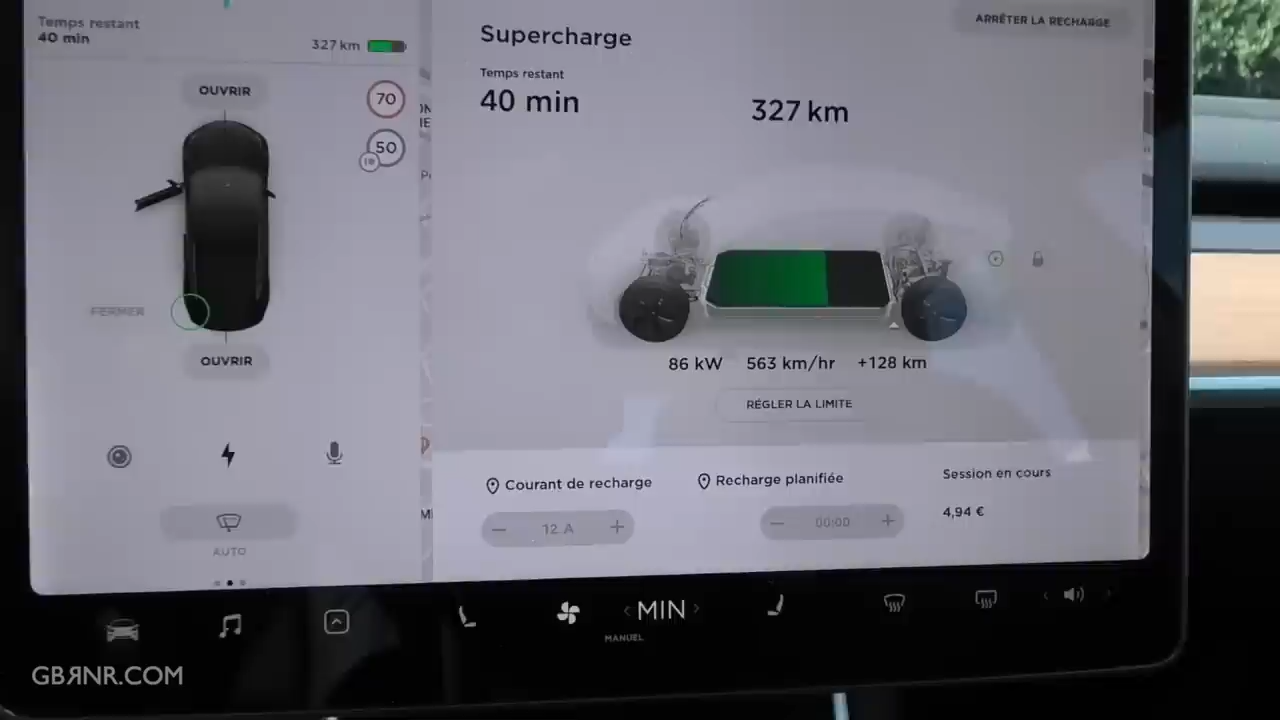 Temps restant
40 min
327 km
OUVRIR
70
50
FERMER
OUVRIR
AUTO
Supercharge
ARRÊTER LA RECHARGE
Temps restant
40 min
327 km
86 kW 563 km/hr +128 km
RÉGLER LA LIMITE
Courant de recharge
12 A
Recharge planifiée
00:00
Session en cours
4,94 €
MIN
MANUEL
GBЯNR.COM